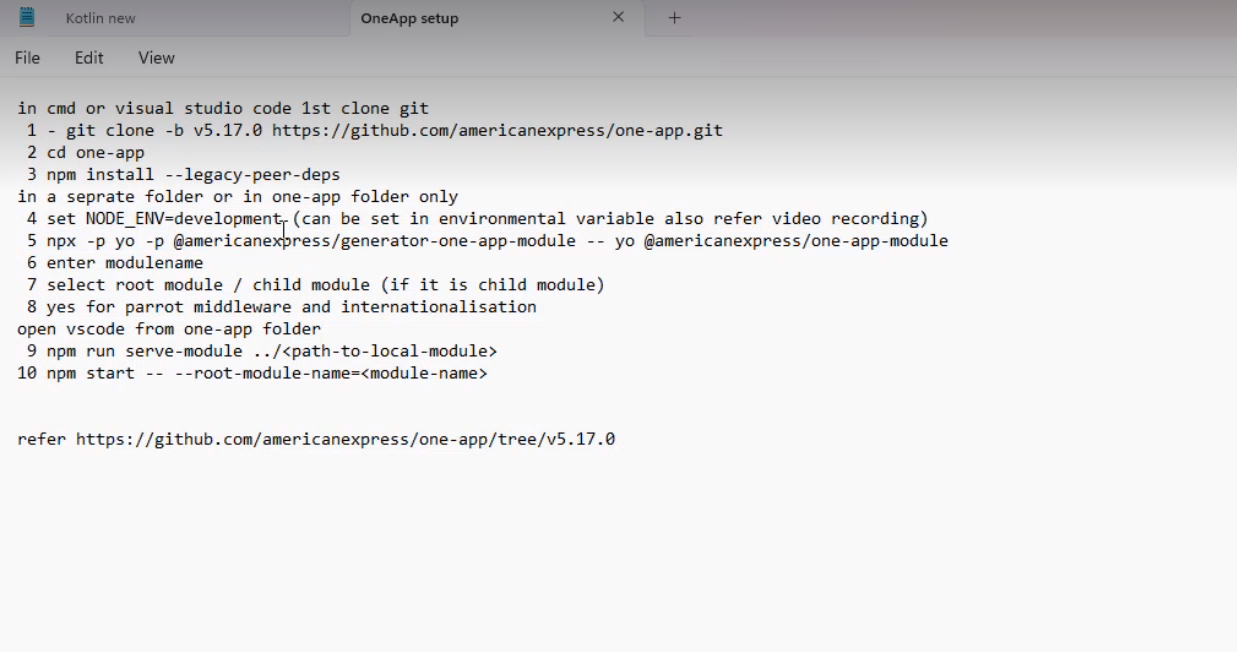 Kotlin new
OneApp setup
File Edit View
in cmd or visual studio code 1st clone git
1 - git clone -b v5.17.0 https://github.com/americanexpress/one-app.git
2 cd one-app
3 npm install --legacy-peer-deps
in a seprate folder or in one-app folder only
4 set NODE_ENV=development (can be set in environmental variable also refer video recording)
5 npx -p yo -p @americanexpress/generator-one-app-module -- yo @americanexpress/one-app-module
6 enter modulename
7 select root module / child module (if it is child module)
8 yes for parrot middleware and internationalisation
open vscode from one-app folder
9 npm run serve-module ../<path-to-local-module>
10 npm start -- --root-module-name=<module-name>
refer https://github.com/americanexpress/one-app/tree/v5.17.0